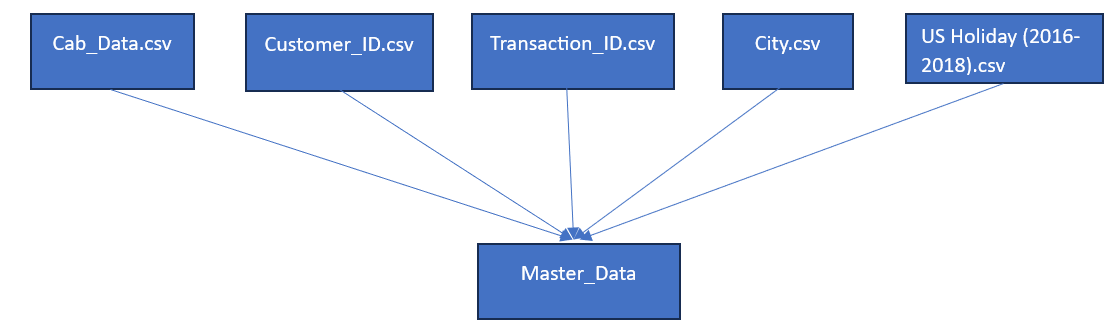 Cab_Data.csv
Customer_ID.csv
Transaction_ID.csv
City.csv
US Holiday (2016-
2018).csv
Master_Data